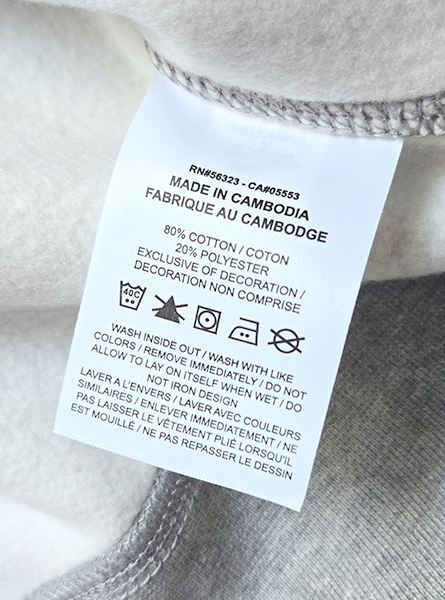 RN#56323 - CA#05553
MADE IN CAMBODIA
FABRIQUE AU CAMBODGE
80% COTTON / COTON
20% POLYESTER
EXCLUSIVE OF DECORATION /
DECORATION NON COMPRISE
40C
WASH INSIDE OUT / WASH WITH LIKE
COLORS / REMOVE IMMEDIATELY / DO NOT
ALLOW TO LAY ON ITSELF WHEN WET / DO
NOT IRON DESIGN
LAVER A L'ENVERS / LAVER AVEC COULEURS
SIMILAIRES / ENLEVER IMMEDIATEMENT / NE
PAS LAISSER LE VÊTEMENT PLIÉ LORSQU'IL
EST MOUILLÉ / NE PAS REPASSER LE DESSIN